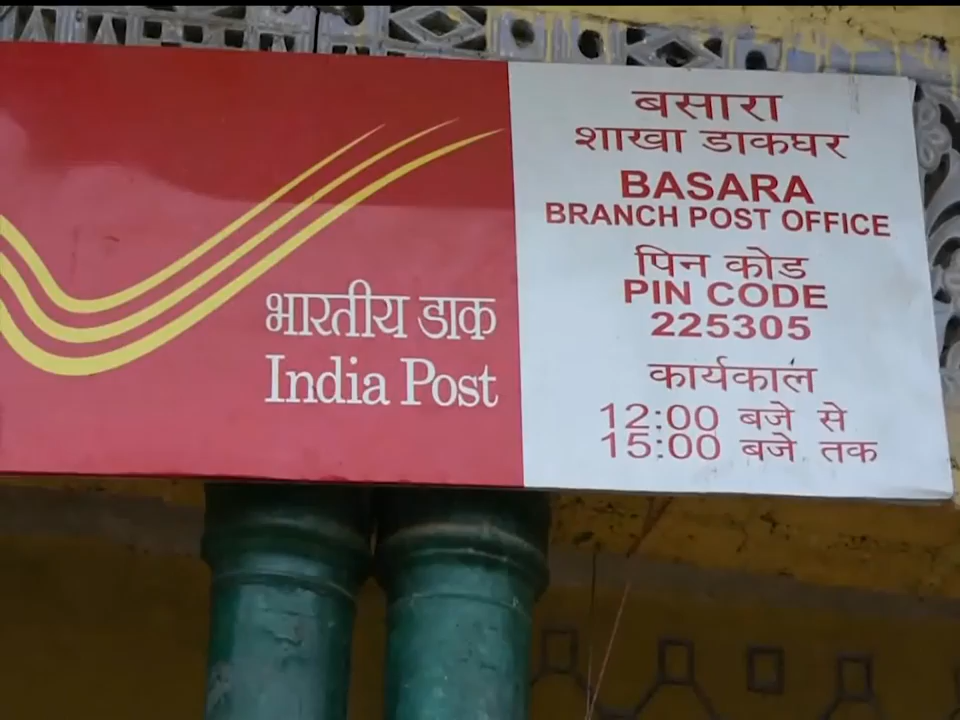 भारतीय डाक
India Post
बसारा
शाखा डाकघर
BASARA
BRANCH POST OFFICE
पिन कोड
PIN CODE
225305
कार्यकाल
12:00 बजे से
15:00 बजे तक